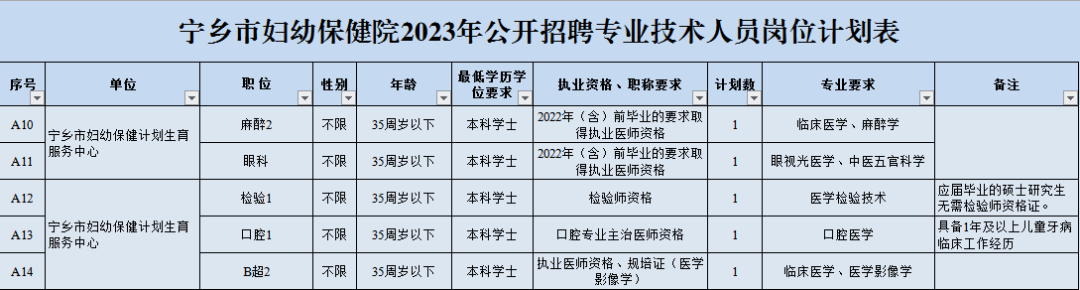 宁乡市妇幼保健院2023年公开招聘专业技术人员岗位计划表
序号 单位 职位 性别 年龄 最低学历学位要求 执业资格、职称要求 计划数 专业要求 备注
A10 宁乡市妇幼保健计划生育服务中心 麻醉2 不限 35周岁以下 本科学士 2022年（含）前毕业的要求取得执业医师资格 1 临床医学、麻醉学
A11 眼科 不限 35周岁以下 本科学士 2022年（含）前毕业的要求取得执业医师资格 1 眼视光医学、中医五官科学
A12 宁乡市妇幼保健计划生育服务中心 检验1 不限 35周岁以下 本科学士 检验师资格 1 医学检验技术 应届毕业的硕士研究生无需检验师资格证。
A13 口腔1 不限 35周岁以下 本科学士 口腔专业主治医师资格 1 口腔医学 具备1年及以上儿童牙病临床工作经历
A14 B超2 不限 35周岁以下 本科学士 执业医师资格、规培证（医学影像学） 1 临床医学、医学影像学